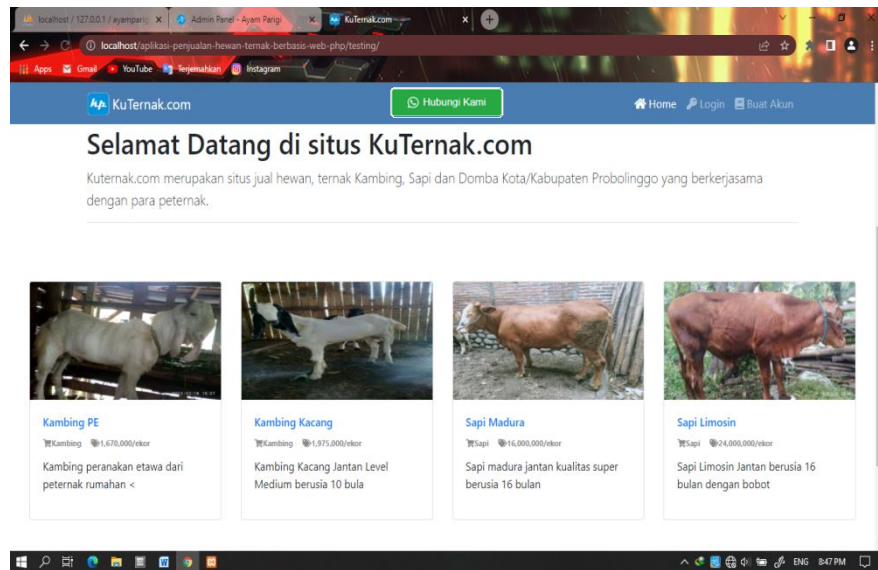 localhost / 127.0.0.1 / ayamparig
Admin Panel - Ayam Parigi
KuTernak.com
localhost/aplikasi-penjualan-hewan-ternak-berbasis-web-php/testing/
Apps Gmail YouTube Terjemahkan Instagram
KuTernak.com
Hubungi Kami
Home Login Buat Akun
Selamat Datang di situs KuTernak.com
Kuternak.com merupakan situs jual hewan, ternak Kambing, Sapi dan Domba Kota/Kabupaten Probolinggo yang berkerjasama
dengan para peternak.
Kambing PE
Kambing 1,670,000/ekor
Kambing peranakan etawa dari
peternak rumahan <
Kambing Kacang
Kambing 1,975,000/ekor
Kambing Kacang Jantan Level
Medium berusia 10 bula
Sapi Madura
Sapi 16,000,000/ekor
Sapi madura jantan kualitas super
berusia 16 bulan
Sapi Limosin
Sapi 24,000,000/ekor
Sapi Limosin Jantan berusia 16
bulan dengan bobot
ENG 8:47 PM